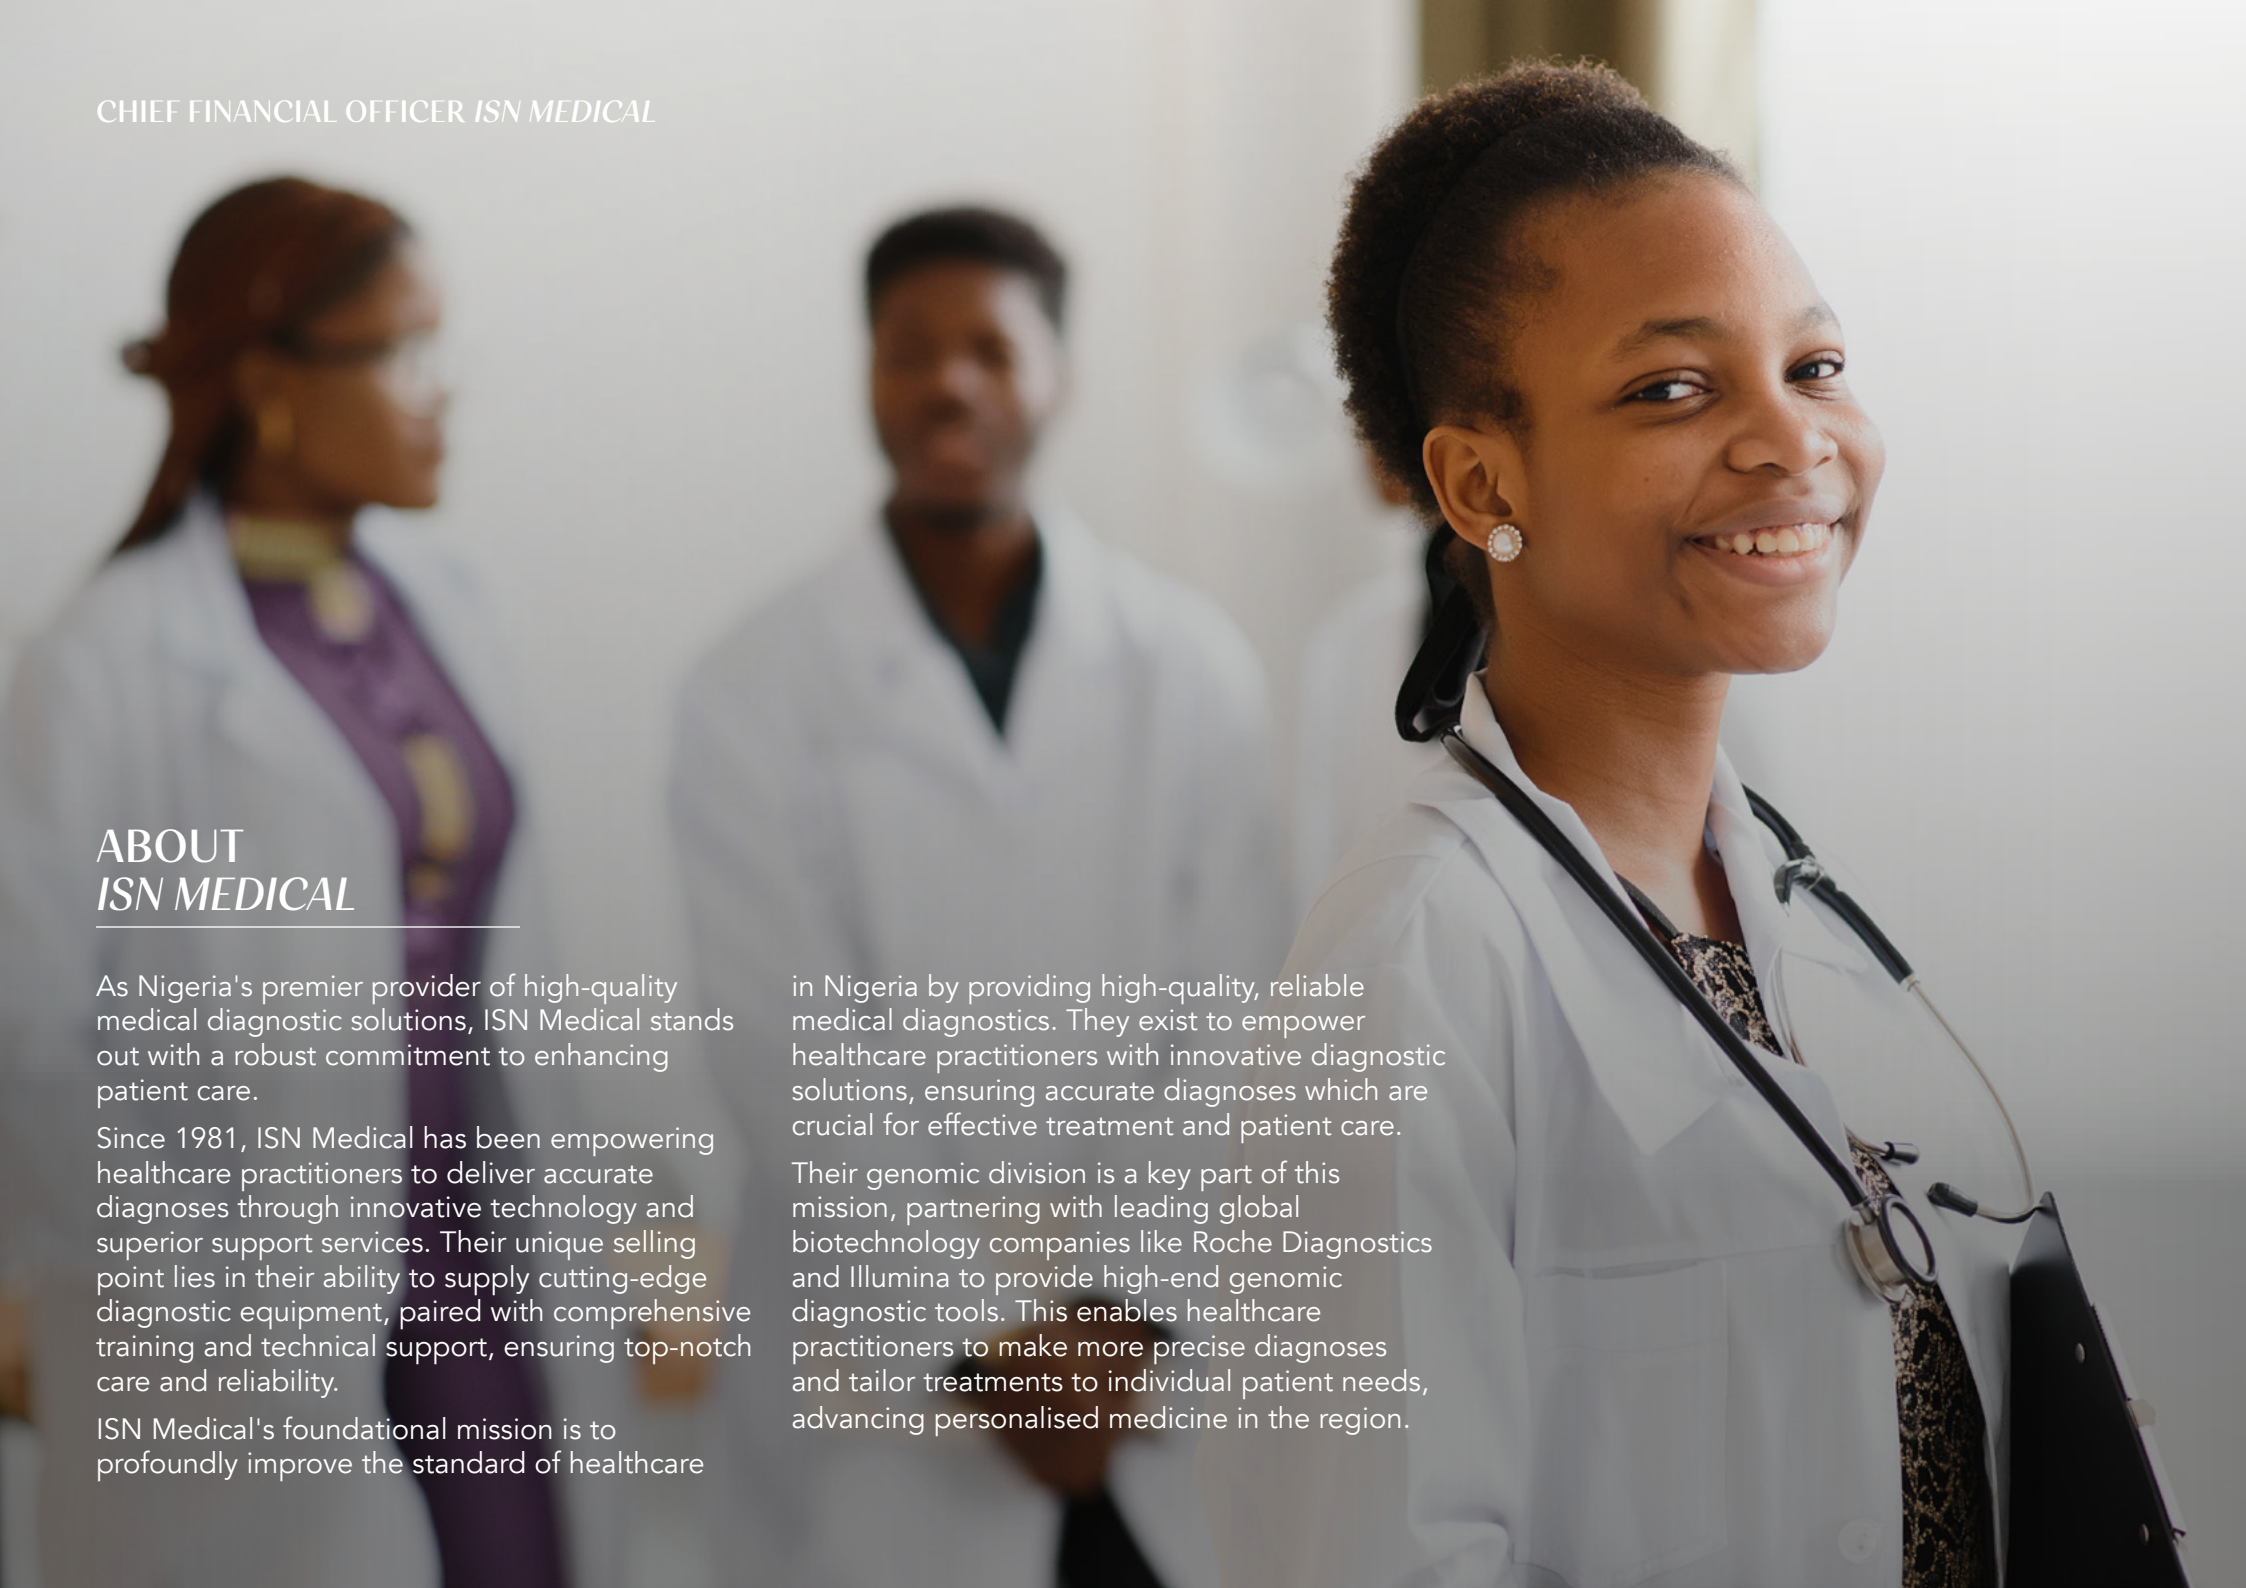 CHIEF FINANCIAL OFFICER ISN MEDICAL
ABOUT
ISN MEDICAL
As Nigeria's premier provider of high-quality
medical diagnostic solutions, ISN Medical stands
out with a robust commitment to enhancing
patient care.
Since 1981, ISN Medical has been empowering
healthcare practitioners to deliver accurate
diagnoses through innovative technology and
superior support services. Their unique selling
point lies in their ability to supply cutting-edge
diagnostic equipment, paired with comprehensive
training and technical support, ensuring top-notch
care and reliability.
ISN Medical's foundational mission is to
profoundly improve the standard of healthcare
in Nigeria by providing high-quality, reliable
medical diagnostics. They exist to empower
healthcare practitioners with innovative diagnostic
solutions, ensuring accurate diagnoses which are
crucial for effective treatment and patient care.
Their genomic division is a key part of this
mission, partnering with leading global
biotechnology companies like Roche Diagnostics
and Illumina to provide high-end genomic
diagnostic tools. This enables healthcare
practitioners to make more precise diagnoses
and tailor treatments to individual patient needs,
advancing personalised medicine in the region.